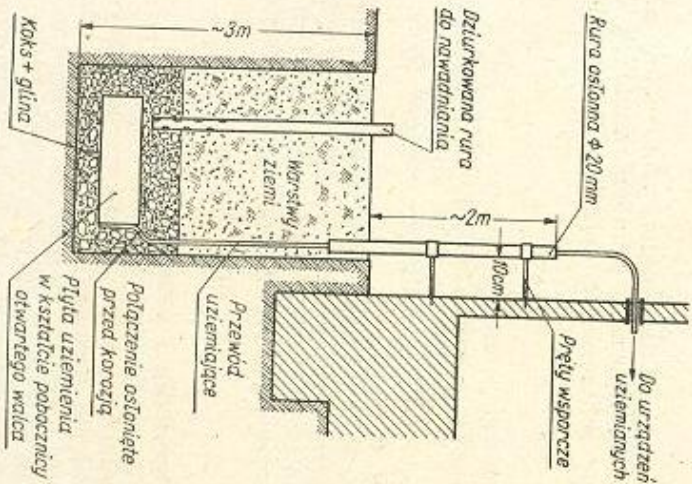 Rura osłonna ϕ 20 mm
Do urządzeń
uziemianych
Dziurkowana rura
do nawadniania
~2m
10cm
Pręty wsporcze
~3m
Warstwy
ziemi
Przewód
uziemiające
Koks + glina
Połączenie osłonięte
przed korozją
Płyta uziemienia
w kształcie pobocznicy
otwartego walca